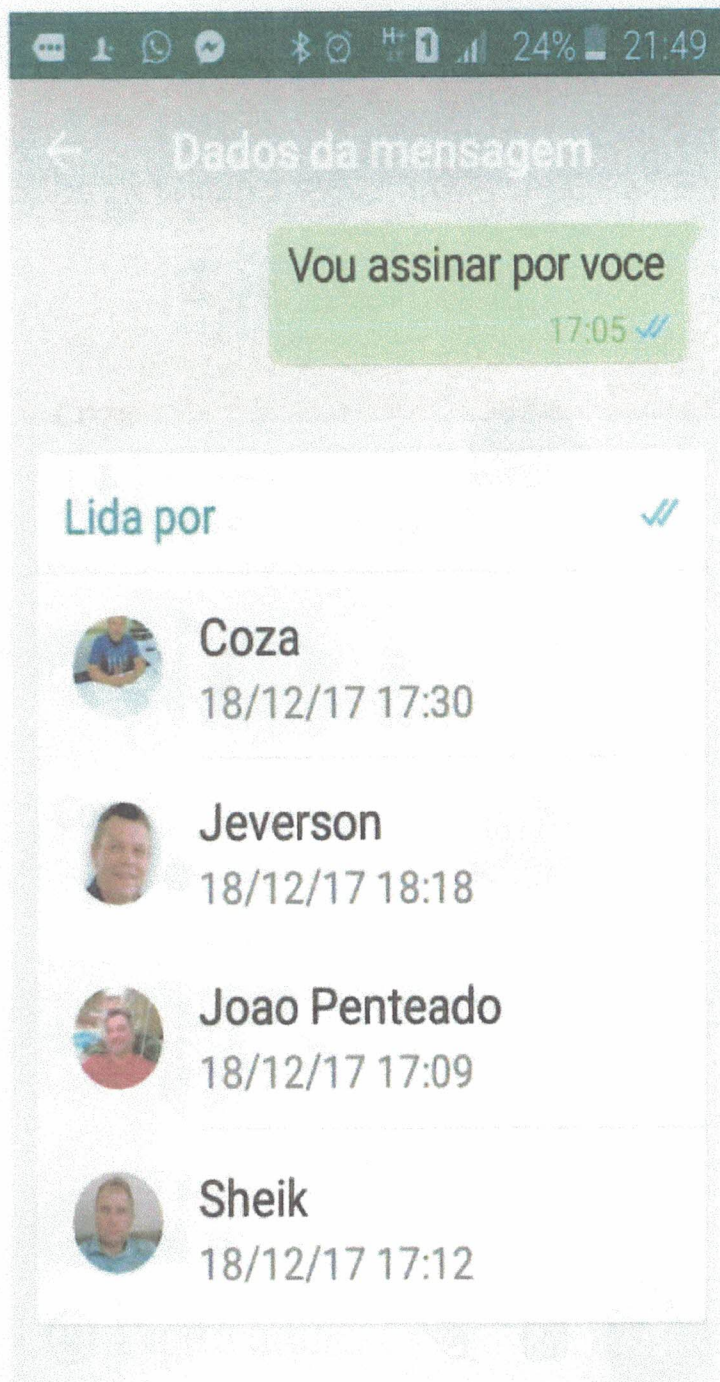 24% 21:49
Dados da mensagem
Vou assinar por voce
17:05
Lida por
Coza
18/12/17 17:30
Jeverson
18/12/17 18:18
Joao Penteado
18/12/17 17:09
Sheik
18/12/17 17:12